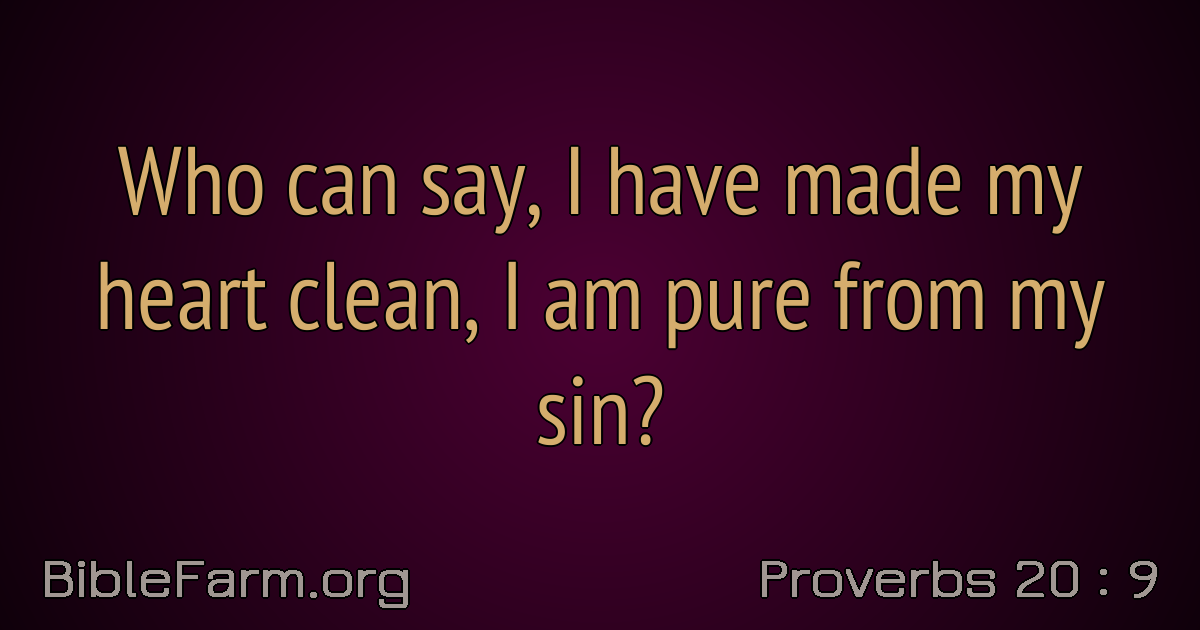 Who can say, I have made my
heart clean, I am pure from my
sin?
BibleFarm.org
Proverbs 20 : 9